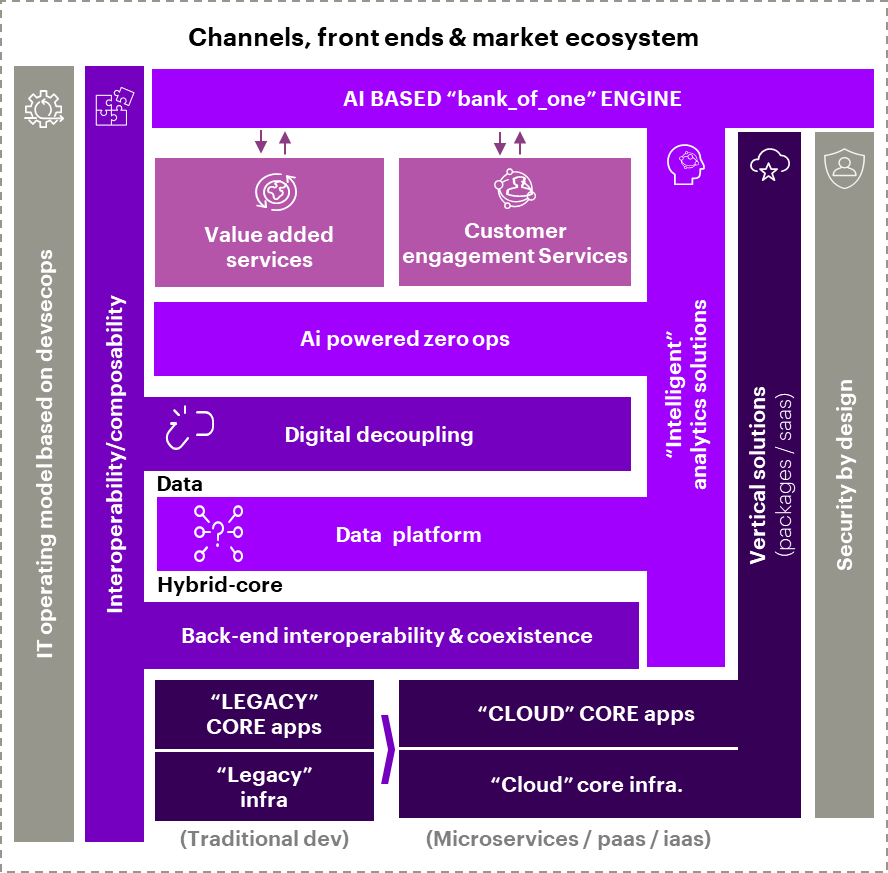 Channels, front ends & market ecosystem
IT operating model based on devsecops
Interoperability/composability
AI BASED “bank_of_one” ENGINE
Value added
services
Customer
engagement Services
Ai powered zero ops
Digital decoupling
Data
?
Data platform
Hybrid-core
Back-end interoperability & coexistence
“Intelligent”
analytics solutions
Vertical solutions
(packages / saas)
Security by design
“LEGACY”
CORE apps
“Legacy”
infra
“CLOUD” CORE apps
“Cloud” core infra.
(Traditional dev)
(Microservices / paas / iaas)